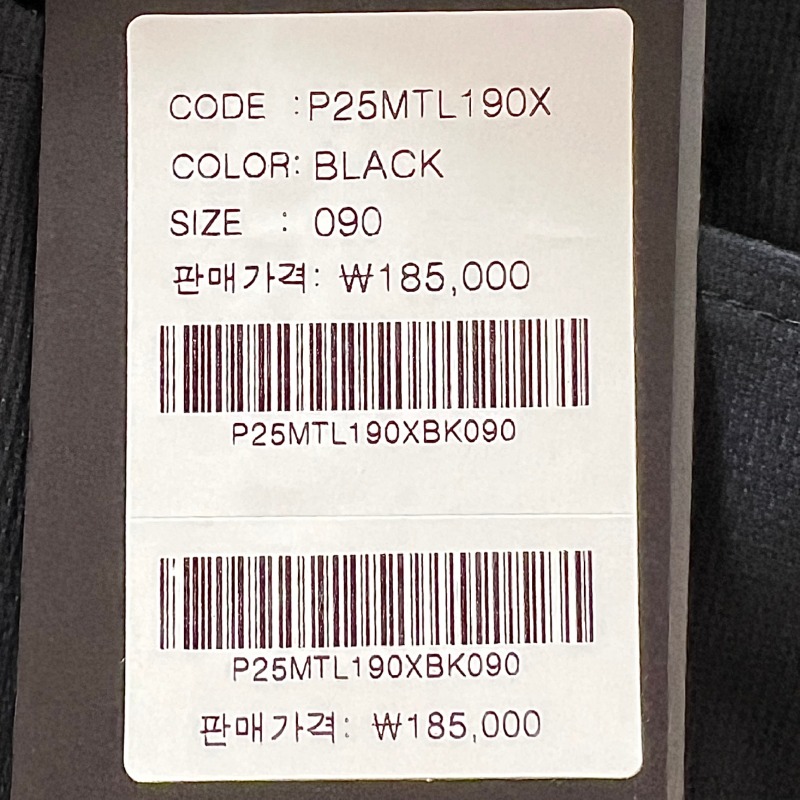 CODE : P25MTL190X
COLOR: BLACK
SIZE : 090
판매가격: ₩185,000
P25MTL190XBK090
P25MTL190XBK090
판매가격: ₩185,000